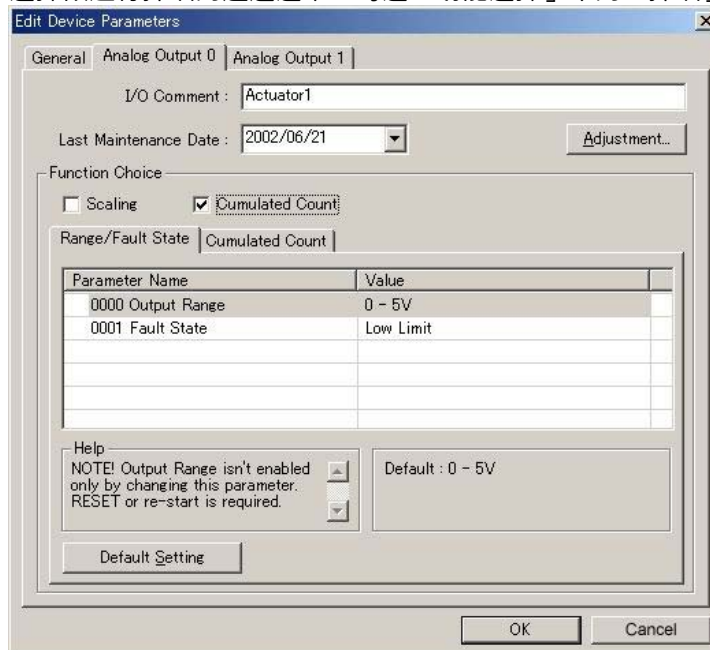 Edit Device Parameters
General Analog Output 0 Analog Output 1
I/O Comment : Actuator1
Last Maintenance Date : 2002/06/21 Adjustment...
Function Choice
Scaling Cumulated Count
Range/Fault State Cumulated Count
Parameter Name Value
0000 Output Range 0 - 5V
0001 Fault State Low Limit
Help
NOTE! Output Range isn't enabled
only by changing this parameter.
RESET or re-start is required.
Default : 0 - 5V
Default Setting
OK Cancel